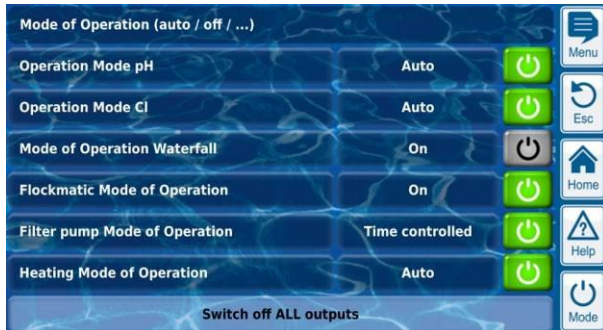 Mode of Operation (auto / off / ...)
Menu
Operation Mode pH Auto
Operation Mode Cl Auto
Esc
Mode of Operation Waterfall On
Flockmatic Mode of Operation On
Home
Filter pump Mode of Operation Time controlled
Help
Heating Mode of Operation Auto
Switch off ALL outputs
Mode